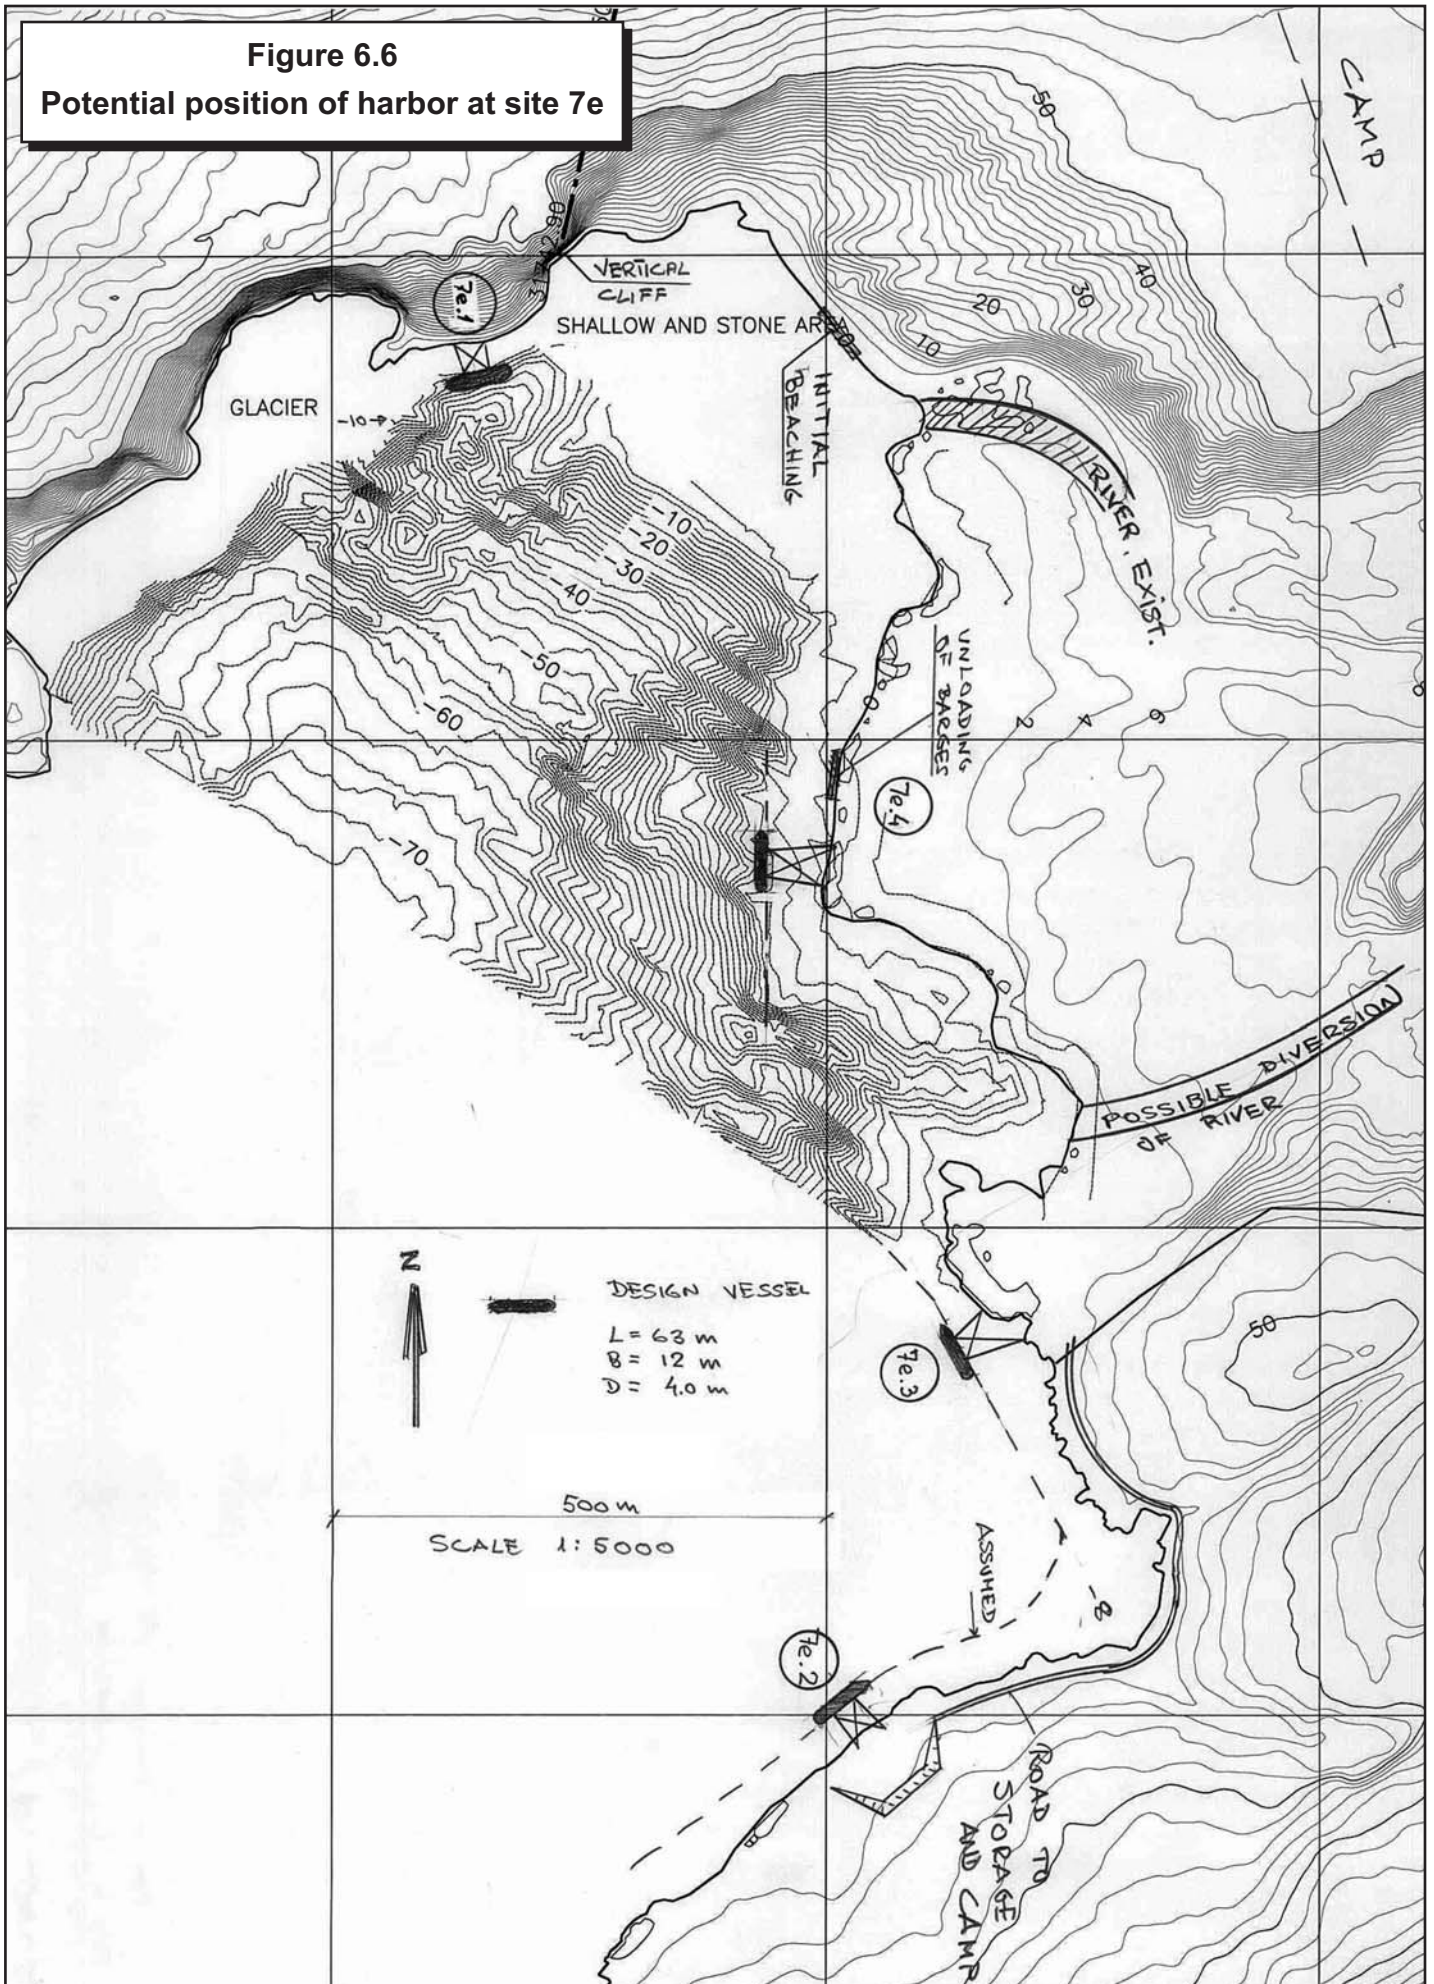 Figure 6.6
Potential position of harbor at site 7e
CAMP
50
7e.1
VERTICAL
CLIFF
SHALLOW AND STONE AREA
40
30
20
10
INITIAL
BEACHING
GLACIER
-10
RIVER, EXIST.
-10
-20
-30
-40
-50
-60
-70
UNLOADING
OF BARGES
2
4
6
7e.4
POSSIBLE DIVERSION
OF RIVER
N
DESIGN VESSEL
L = 63 m
B = 12 m
D = 4.0 m
50
7e.3
500 m
SCALE 1:5000
ASSUMED
-8
7e.2
ROAD TO
STORAGE
AND CAMP